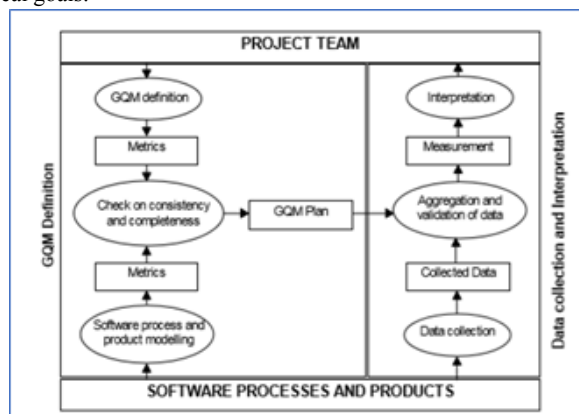 cal goals.
PROJECT TEAM
GQM definition
Metrics
Check on consistency
and completeness
Metrics
Software process and
product modelling
GQM Plan
Interpretation
Measurement
Aggregation and
validation of data
Collected Data
Data collection
SOFTWARE PROCESSES AND PRODUCTS
GQM Definition
Data collection and Interpretation